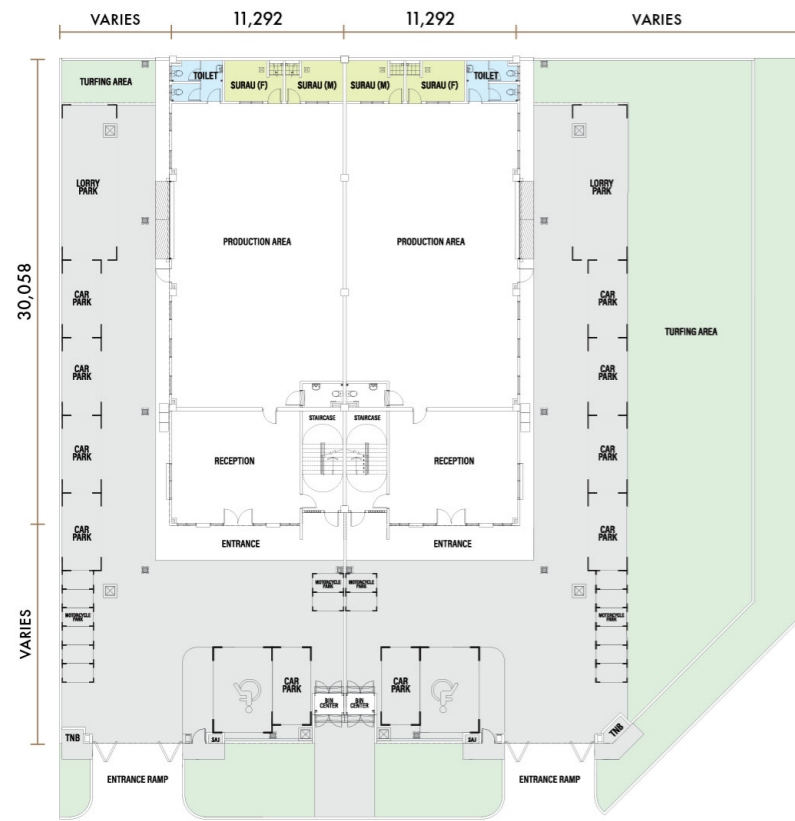 VARIES
11,292
11,292
VARIES
TURFING AREA
TOILET
SURAU (F)
SURAU (M)
SURAU (M)
SURAU (F)
TOILET
LORRY
PARK
LORRY
PARK
PRODUCTION AREA
PRODUCTION AREA
30,058
CAR
PARK
CAR
PARK
TURFING AREA
CAR
PARK
CAR
PARK
STAIRCASE
STAIRCASE
CAR
PARK
CAR
PARK
RECEPTION
RECEPTION
CAR
PARK
CAR
PARK
ENTRANCE
ENTRANCE
VARIES
MOTORCYCLE
PARK
MOTORCYCLE
PARK
MOTORCYCLE
PARK
MOTORCYCLE
PARK
CAR
PARK
CAR
PARK
BIN
CENTER
BIN
CENTER
TNB
SAJ
SAJ
TNB
ENTRANCE RAMP
ENTRANCE RAMP